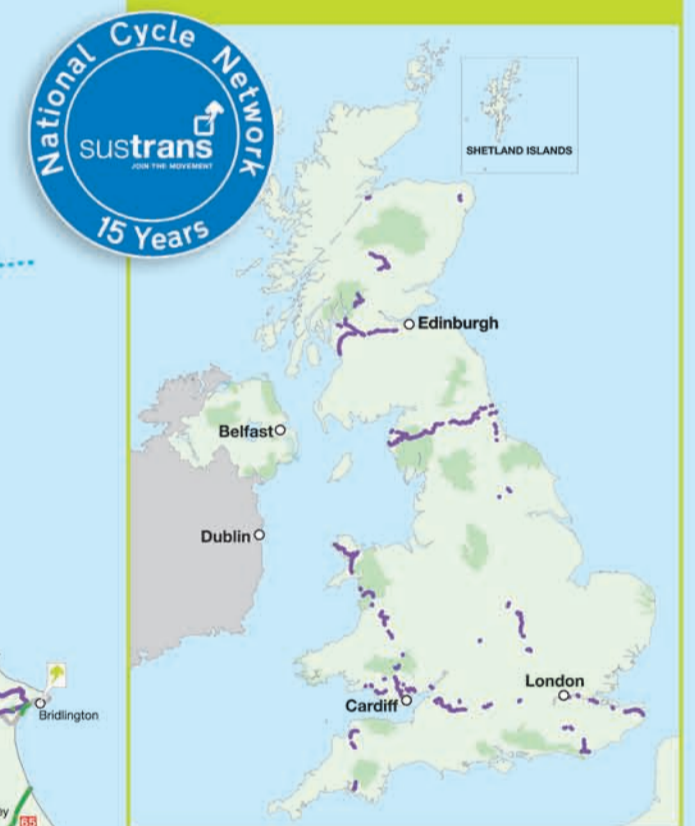 National Cycle Network
sustrans
JOIN THE MOVEMENT
15 Years
SHETLAND ISLANDS
Edinburgh
Belfast
Dublin
London
Cardiff
Bridlington
65